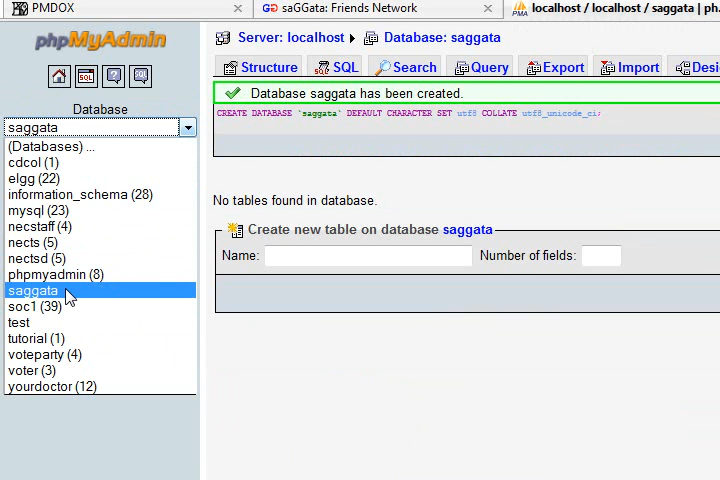 PMDOX
saGGata: Friends Network
localhost / localhost / saggata | ph
phpMyAdmin
Server: localhost
Database: saggata
SQL
SQL
Structure
SQL
Search
Query
Export
Import
Database saggata has been created.
CREATE DATABASE `saggata` DEFAULT CHARACTER SET utf8 COLLATE utf8_unicode_ci;
Database
saggata
(Databases) ...
cdcol (1)
elgg (22)
information_schema (28)
mysql (23)
necstaff (4)
nects (5)
nectsd (5)
phpmyadmin (8)
saggata
soc1 (39)
test
tutorial (1)
voteparty (4)
voter (3)
yourdoctor (12)
No tables found in database.
Create new table on database saggata
Name:
Number of fields: